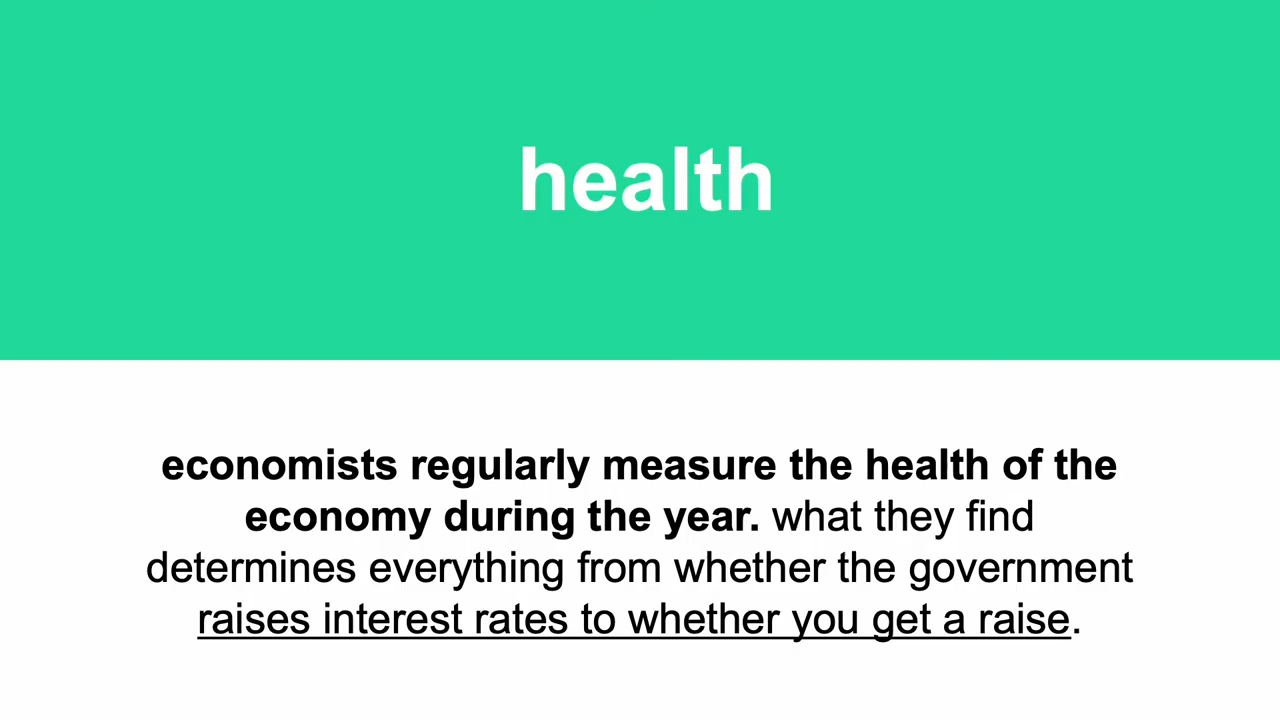 health
economists regularly measure the health of the
economy during the year. what they find
determines everything from whether the government
raises interest rates to whether you get a raise.